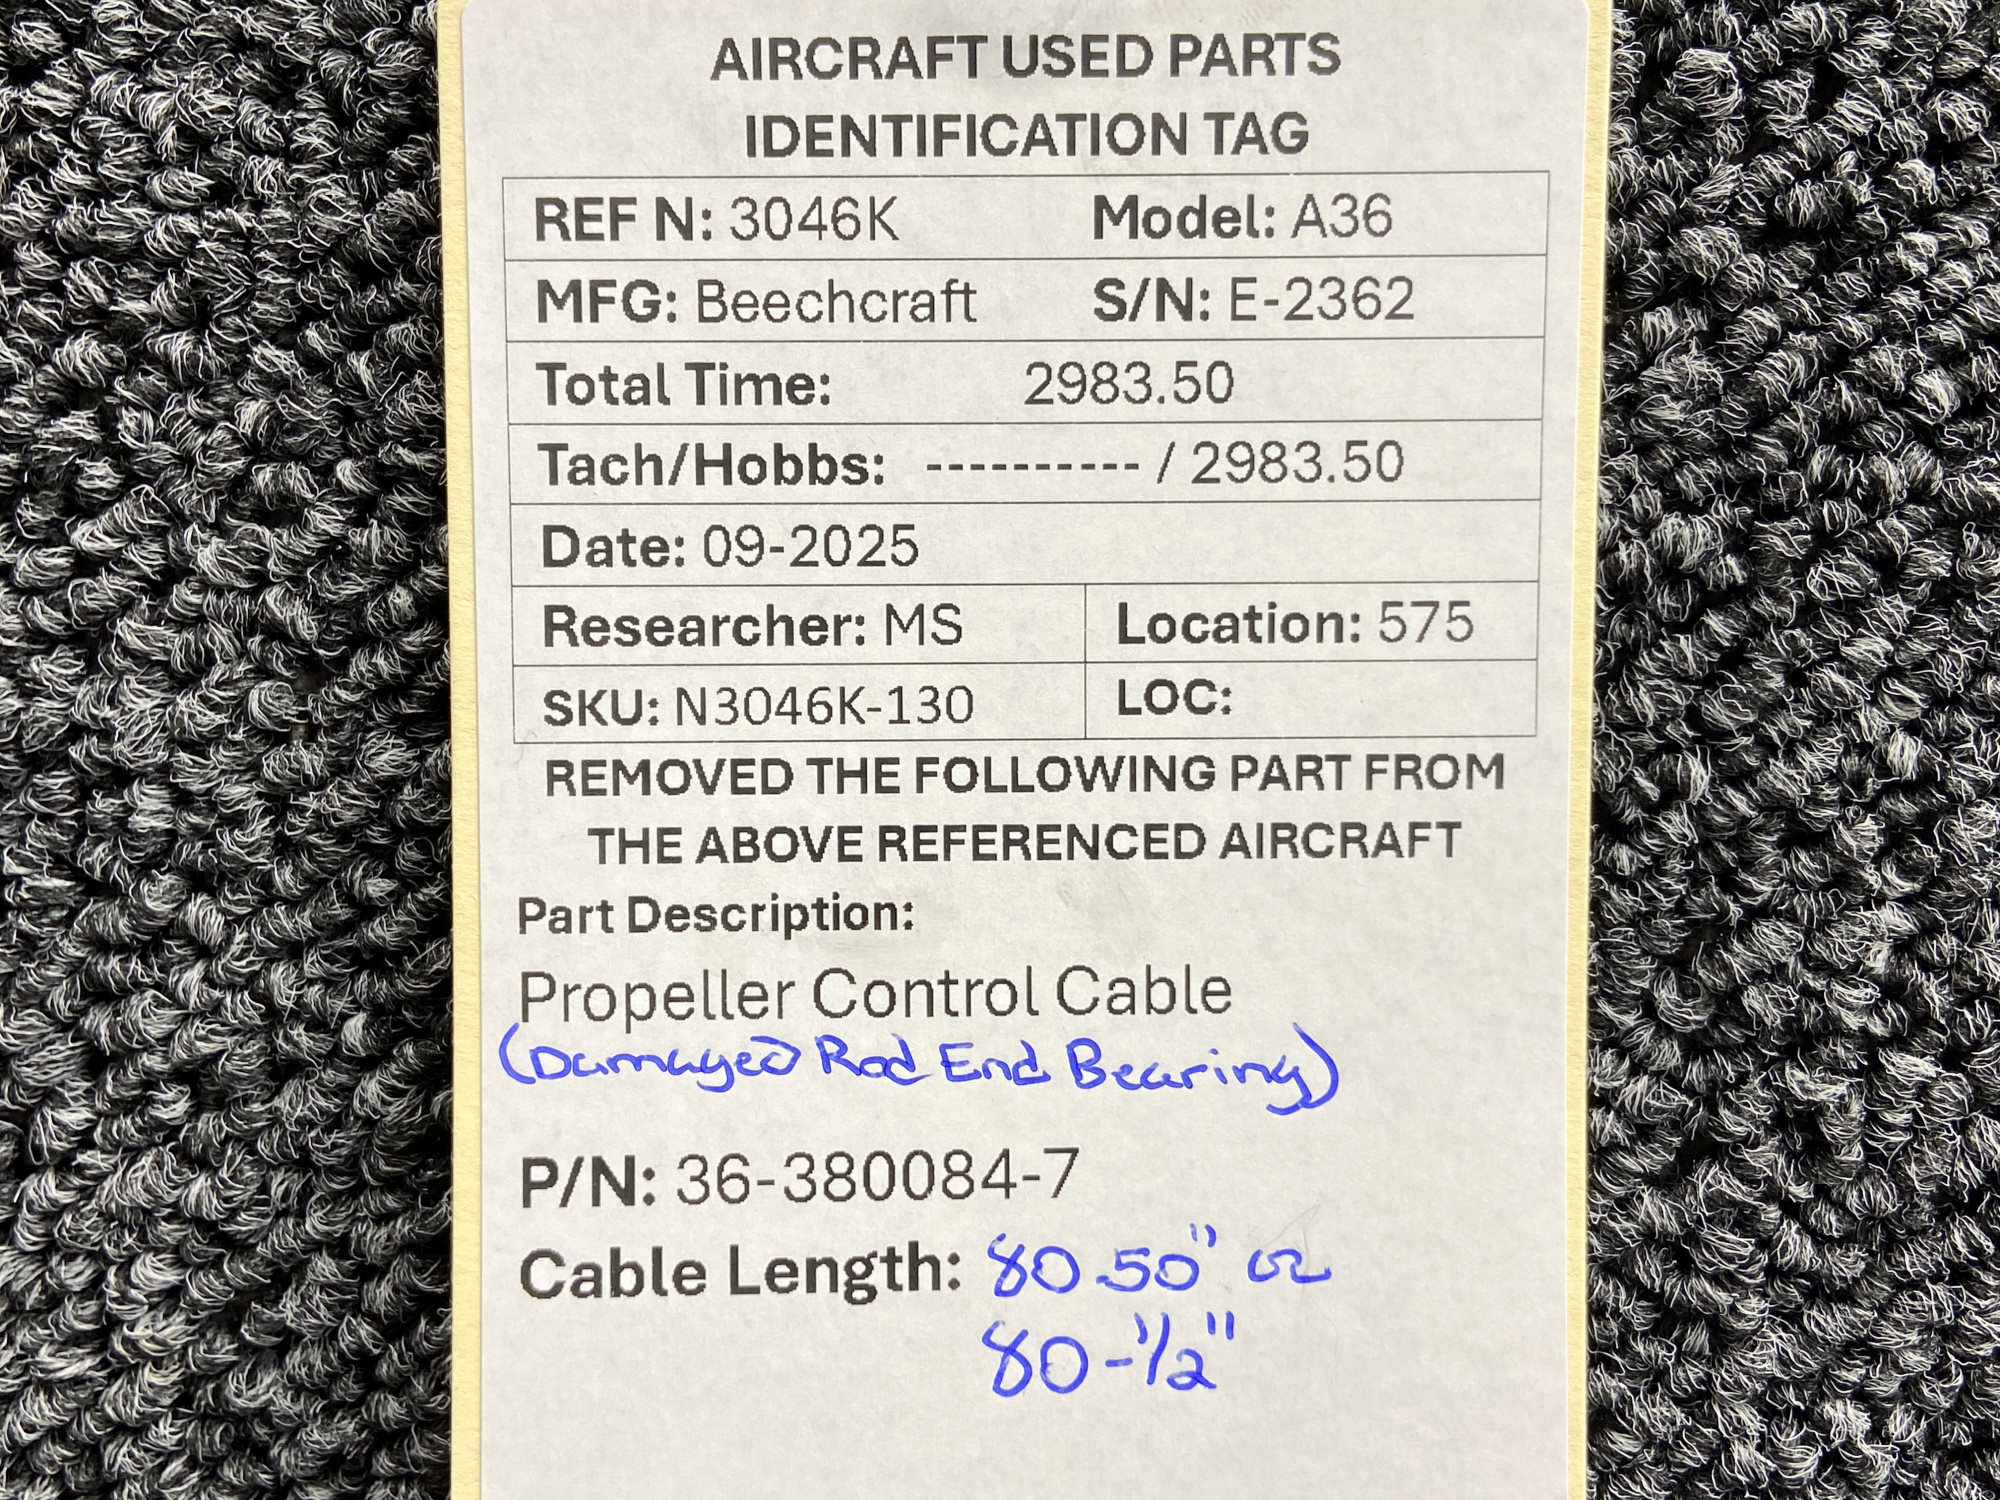 AIRCRAFT USED PARTS
IDENTIFICATION TAG
REF N: 3046K Model: A36
MFG: Beechcraft S/N: E-2362
Total Time: 2983.50
Tach/Hobbs: ---------- / 2983.50
Date: 09-2025
Researcher: MS Location: 575
SKU: N3046K-130 LOC:
REMOVED THE FOLLOWING PART FROM
THE ABOVE REFERENCED AIRCRAFT
Part Description:
Propeller Control Cable
(Damaged Rod End Bearing)
P/N: 36-380084-7
Cable Length: 80.50" or
80-1/2"